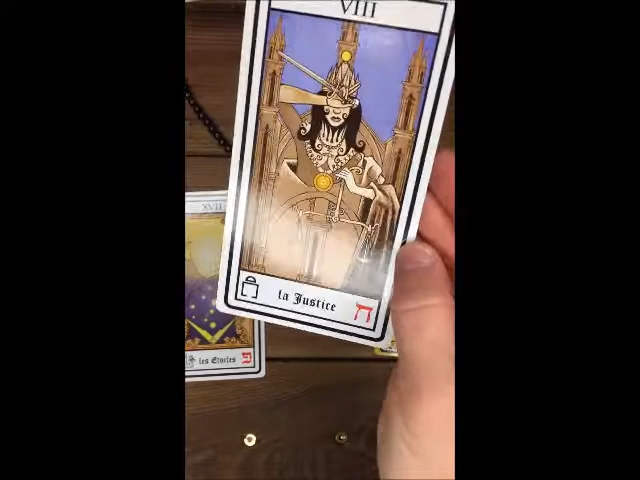 VIII
la Justice
ח
XVII
les Etoiles
פ